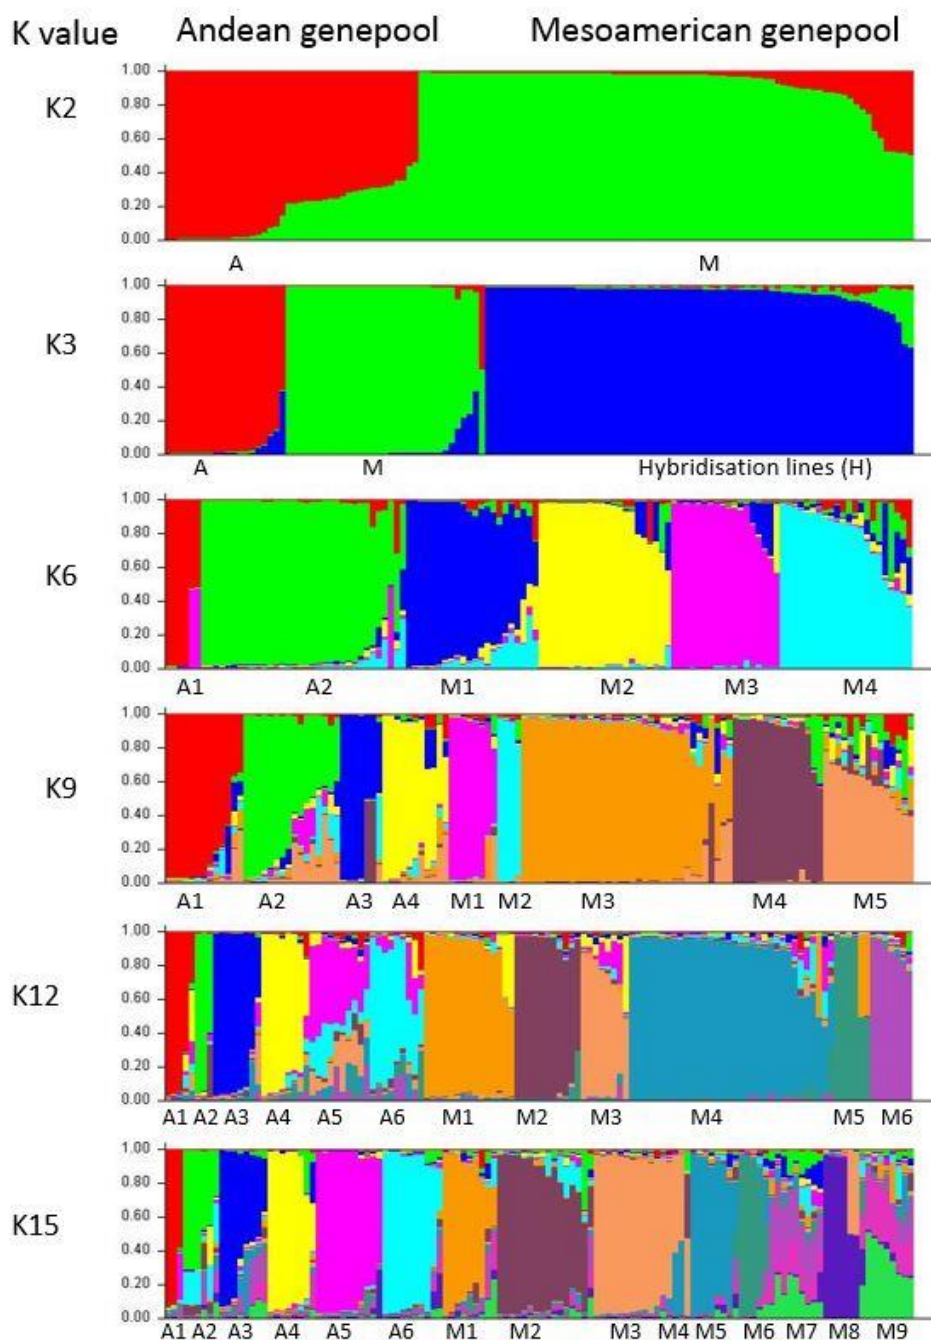 K value Andean genepool Mesoamerican genepool
1.00
K2
0.80
0.60
0.40
0.20
0.00
A M
1.00
K3
0.80
0.60
0.40
0.20
0.00
A M Hybridisation lines (H)
1.00
K6
0.80
0.60
0.40
0.20
0.00
A1 A2 M1 M2 M3 M4
1.00
K9
0.80
0.60
0.40
0.20
0.00
A1 A2 A3 A4 M1 M2 M3 M4 M5
1.00
K12
0.80
0.60
0.40
0.20
0.00
A1 A2 A3 A4 A5 A6 M1 M2 M3 M4 M5 M6
1.00
K15
0.80
0.60
0.40
0.20
0.00
A1 A2 A3 A4 A5 A6 M1 M2 M3 M4 M5 M6 M7 M8 M9